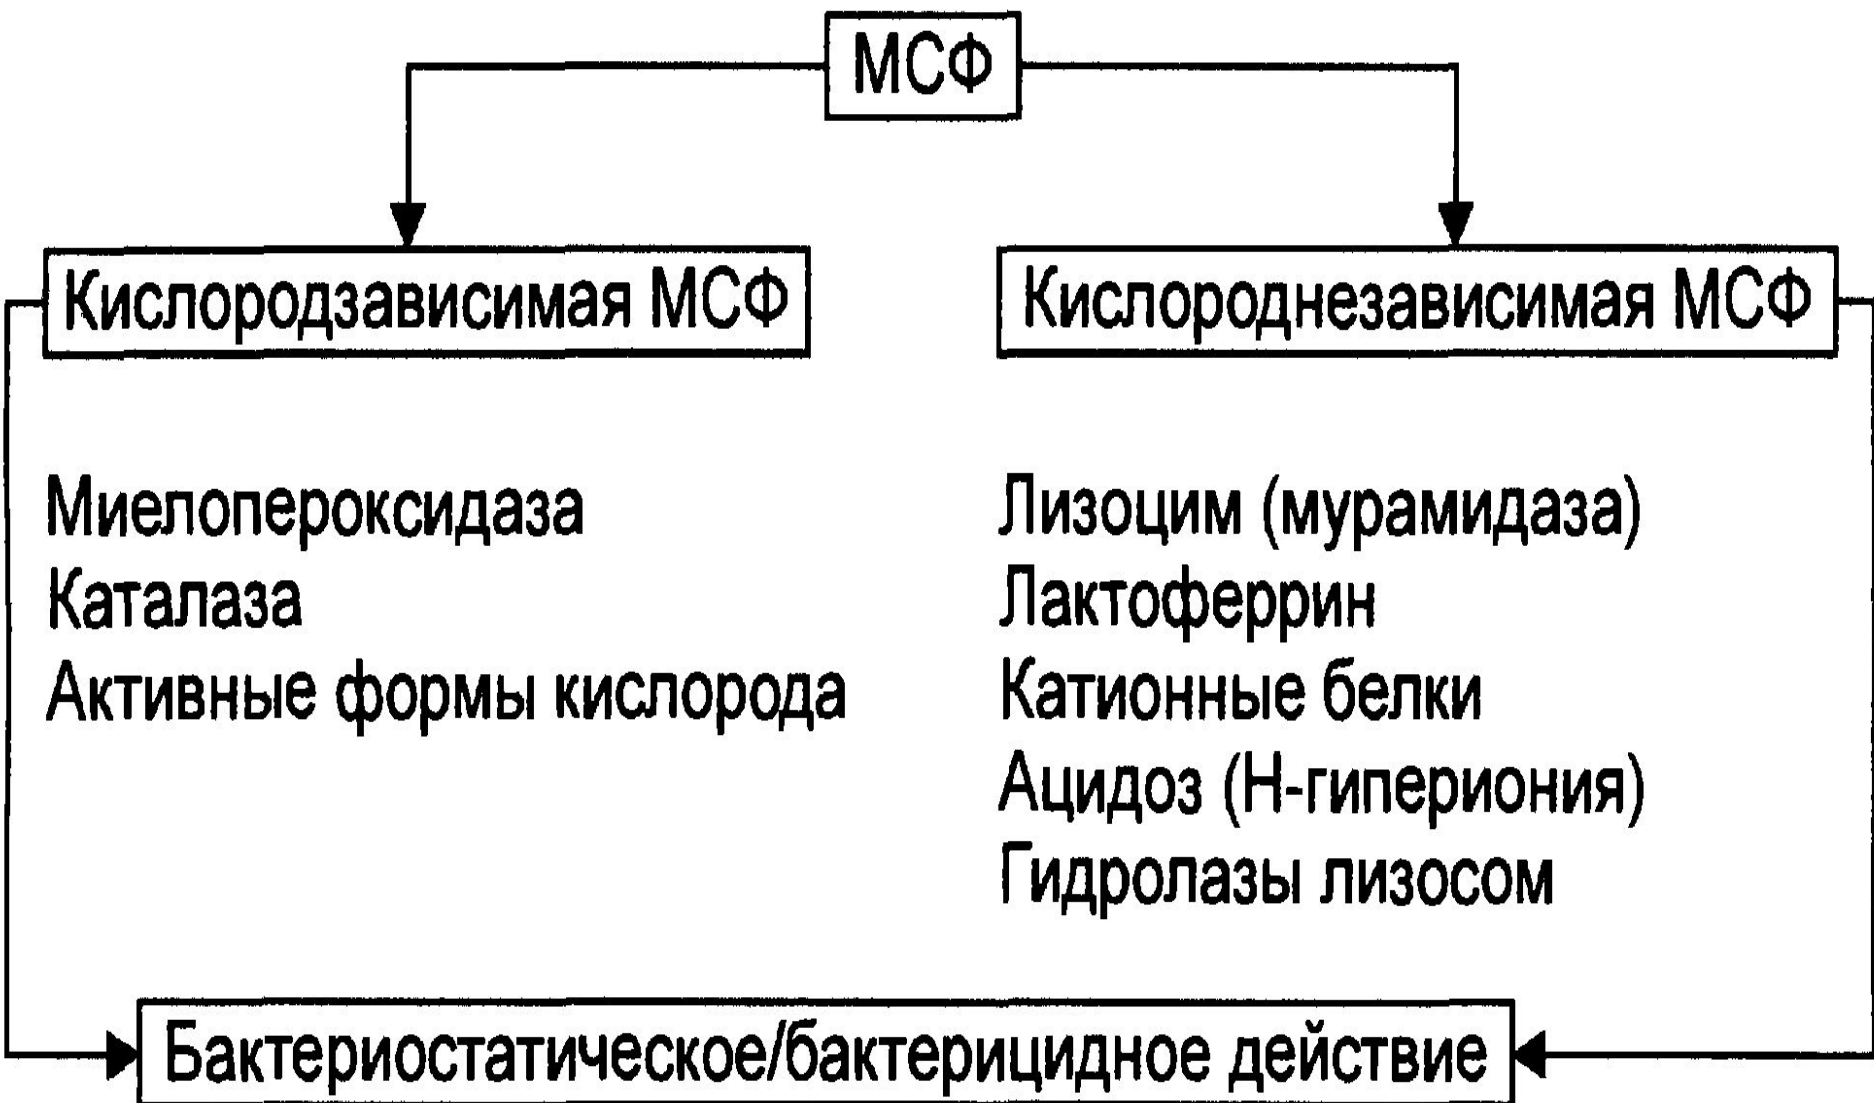 МСФ
Кислородзависимая МСФ
Кислороднезависимая МСФ
Миелопероксидаза
Каталаза
Активные формы кислорода
Лизоцим (мурамидаза)
Лактоферрин
Катионные белки
Ацидоз (Н-гипериония)
Гидролазы лизосом
Бактериостатическое/бактерицидное действие